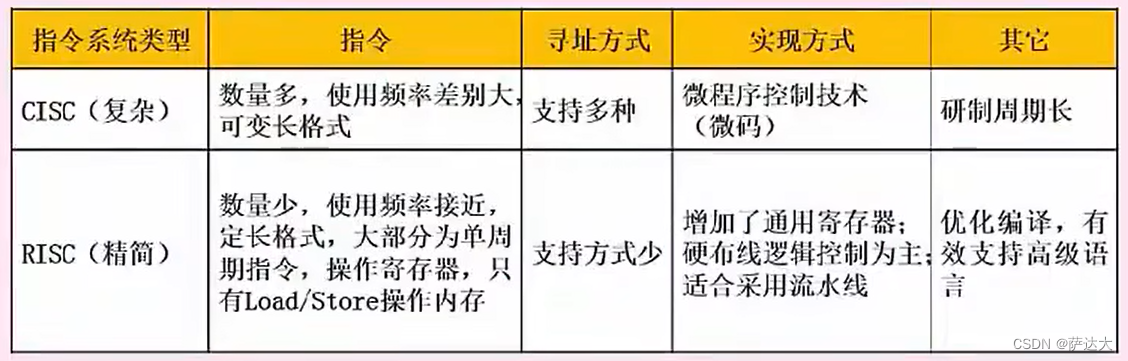 指令系统类型 指令 寻址方式 实现方式 其它
CISC（复杂） 数量多，使用频率差别大，可变长格式 支持多种 微程序控制技术（微码） 研制周期长
RISC（精简） 数量少，使用频率接近，定长格式，大部分为单周期指令，操作寄存器，只有Load/Store操作内存 支持方式少 增加了通用寄存器；硬布线逻辑控制为主；适合采用流水线 优化编译，有效支持高级语言
CSDN @萨达大